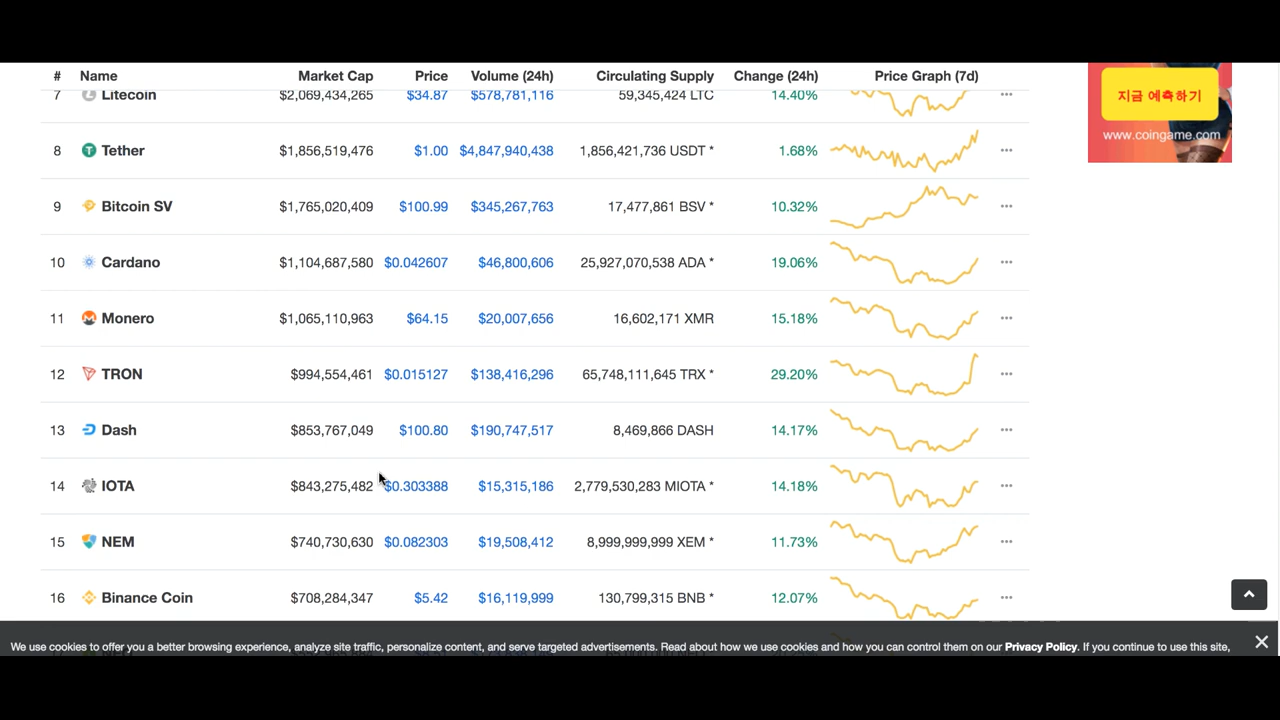 # Name Market Cap Price Volume (24h) Circulating Supply Change (24h) Price Graph (7d)
7 Litecoin $2,069,434,265 $34.87 $578,781,116 59,345,424 LTC 14.40%
8 Tether $1,856,519,476 $1.00 $4,847,940,438 1,856,421,736 USDT * 1.68%
9 Bitcoin SV $1,765,020,409 $100.99 $345,267,763 17,477,861 BSV * 10.32%
10 Cardano $1,104,687,580 $0.042607 $46,800,606 25,927,070,538 ADA * 19.06%
11 Monero $1,065,110,963 $64.15 $20,007,656 16,602,171 XMR 15.18%
12 TRON $994,554,461 $0.015127 $138,416,296 65,748,111,645 TRX * 29.20%
13 Dash $853,767,049 $100.80 $190,747,517 8,469,866 DASH 14.17%
14 IOTA $843,275,482 $0.303388 $15,315,186 2,779,530,283 MIOTA * 14.18%
15 NEM $740,730,630 $0.082303 $19,508,412 8,999,999,999 XEM * 11.73%
16 Binance Coin $708,284,347 $5.42 $16,119,999 130,799,315 BNB * 12.07%
지금 예측하기
www.coingame.com
We use cookies to offer you a better browsing experience, analyze site traffic, personalize content, and serve targeted advertisements. Read about how we use cookies and how you can control them on our Privacy Policy. If you continue to use this site,